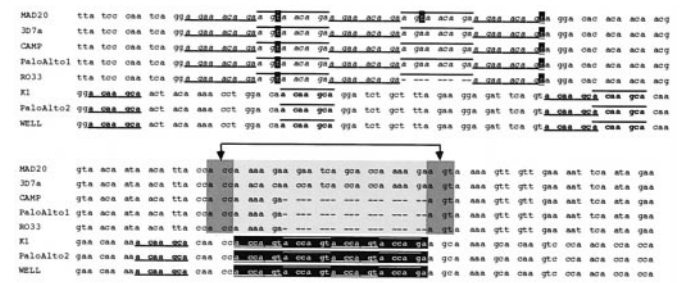 MAD20 tta tcc caa tca gga gaa aca gaa gta aca gaa gaa aca gaa gta aca gaa gaa aca gta gga cac aca aca acg
3D7a tta tcc caa tca gga gaa aca gaa gta aca gaa gaa aca gaa gaa aca gaa gaa aca gta gga cac aca aca acg
CAMP tta tcc caa tca gga gaa aca gaa gta aca gaa gaa aca gaa gaa aca gaa gaa aca gta gga cac aca aca acg
PaloAlto1 tta tcc caa tca gga gaa aca gaa gta aca gaa gaa aca gaa gaa aca gaa gaa aca gta gga cac aca aca acg
RO33 tta tcc caa tca gga gaa aca gaa gta aca gaa gaa aca gaa --- --- --- gaa aca gta gga cac aca aca acg
K1 gga caa gca act aca aaa cct gga caa caa gca gga tct gct tta gaa gga gat tca gta caa gca caa gca caa
PaloAlto2 gga caa gca act aca aaa cct gga caa caa gca gga tct gct tta gaa gga gat tca gta caa gca caa gca caa
WELL gga caa gca act aca aaa cct gga caa caa gca gga tct gct tta gaa gga gat tca gta caa gca caa gca caa
MAD20 gta aca ata aca tta cca cca aaa gaa gaa tca gca cca aaa gaa gta aaa gtt gtt gaa aat tca ata gaa
3D7a gta aca ata aca tta cca cca aaa gaa gaa tca cca aaa gaa gta aaa gtt gtt gaa aat tca ata gaa
CAMP gta aca ata aca tta cca cca aaa ga- --- --- --- --- --- --a gta aaa gtt gtt gaa aat tca ata gaa
PaloAlto1 gta aca ata aca tta cca cca aaa ga- --- --- --- --- --- --a gta aaa gtt gtt gaa aat tca ata gaa
RO33 gta aca ata aca tta cca cca aaa ga- --- --- --- --- --- --a gta aaa gtt gtt gaa aat tca ata gaa
K1 gaa caa aaa caa gca caa cca cca gta cca gta cca gta cca gaa gca aaa gca caa gtc cca aca cca cca
PaloAlto2 gaa caa aaa caa gca caa cca cca gta cca gta cca gta cca gaa gca aaa gca caa gtc cca aca cca cca
WELL gaa caa aaa caa gca caa cca cca gta cca gta cca gta cca gaa gca aaa gca caa gtc cca aca cca cca